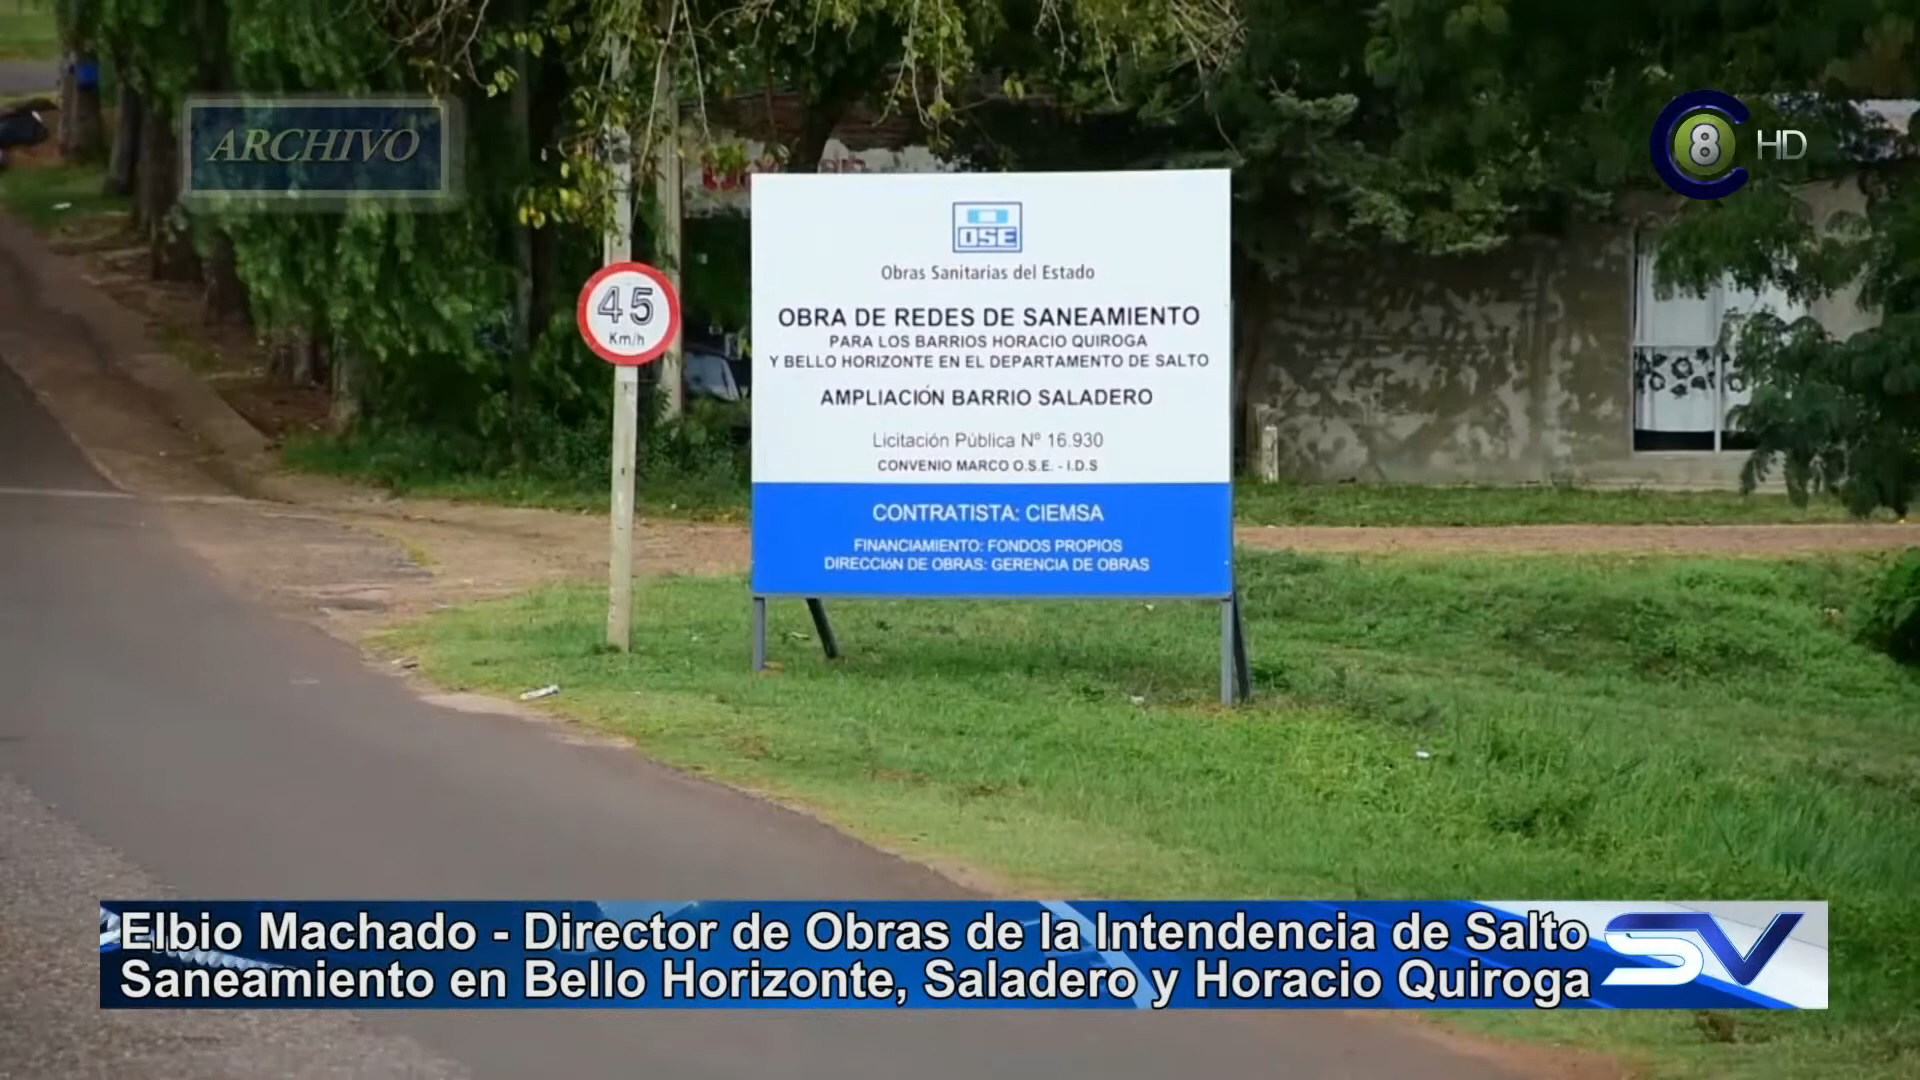 ARCHIVO
8 HD
OSE
Obras Sanitarias del Estado
45
Km/h
OBRA DE REDES DE SANEAMIENTO
PARA LOS BARRIOS HORACIO QUIROGA
Y BELLO HORIZONTE EN EL DEPARTAMENTO DE SALTO
AMPLIACIÓN BARRIO SALADERO
Licitación Pública Nº 16.930
CONVENIO MARCO O.S.E. - I.D.S
CONTRATISTA: CIEMSA
FINANCIAMIENTO: FONDOS PROPIOS
DIRECCIóN DE OBRAS: GERENCIA DE OBRAS
Elbio Machado - Director de Obras de la Intendencia de Salto
Saneamiento en Bello Horizonte, Saladero y Horacio Quiroga
SV